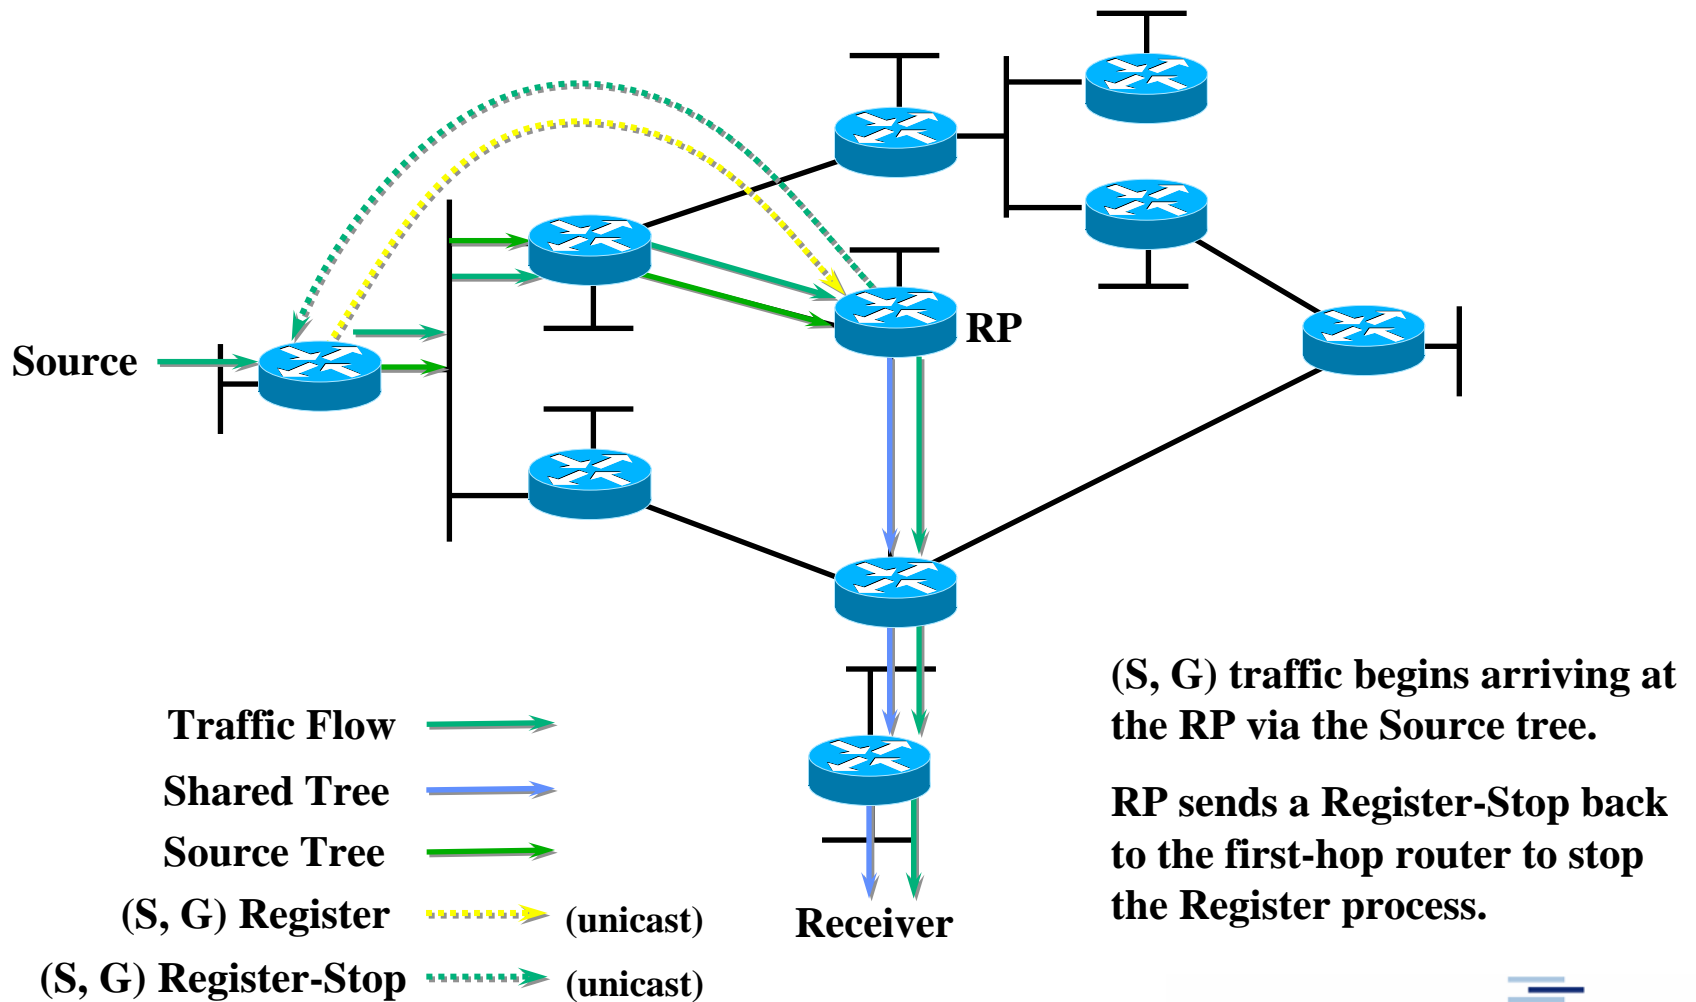 RP
Source
Traffic Flow
Shared Tree
Source Tree
(S, G) Register (unicast)
(S, G) Register-Stop (unicast)
Receiver
(S, G) traffic begins arriving at
the RP via the Source tree.
RP sends a Register-Stop back
to the first-hop router to stop
the Register process.